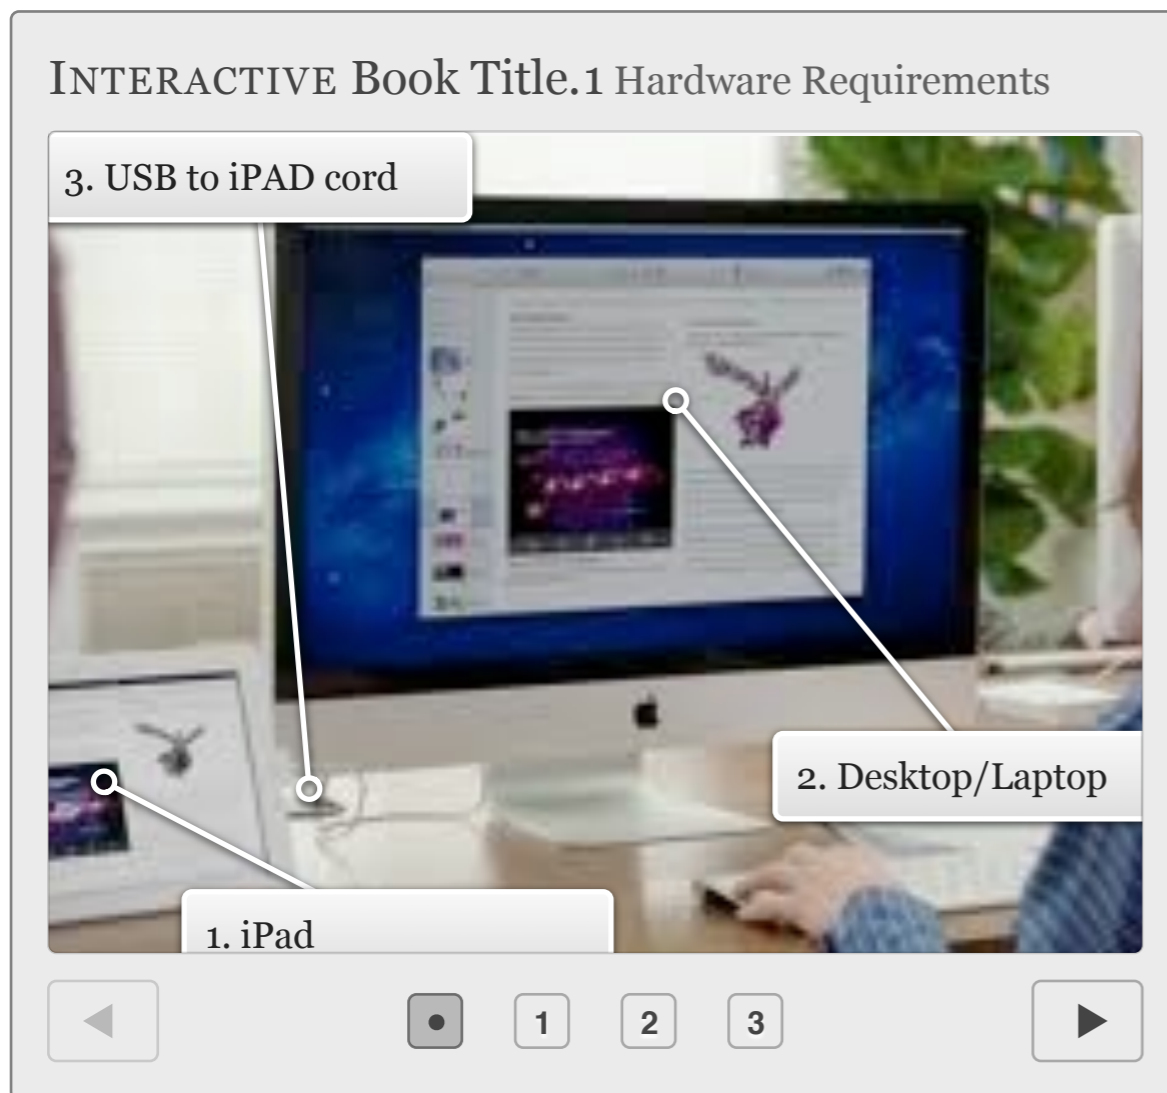 INTERACTIVE Book Title.1 Hardware Requirements
3. USB to iPAD cord
2. Desktop/Laptop
1. iPad
1 2 3